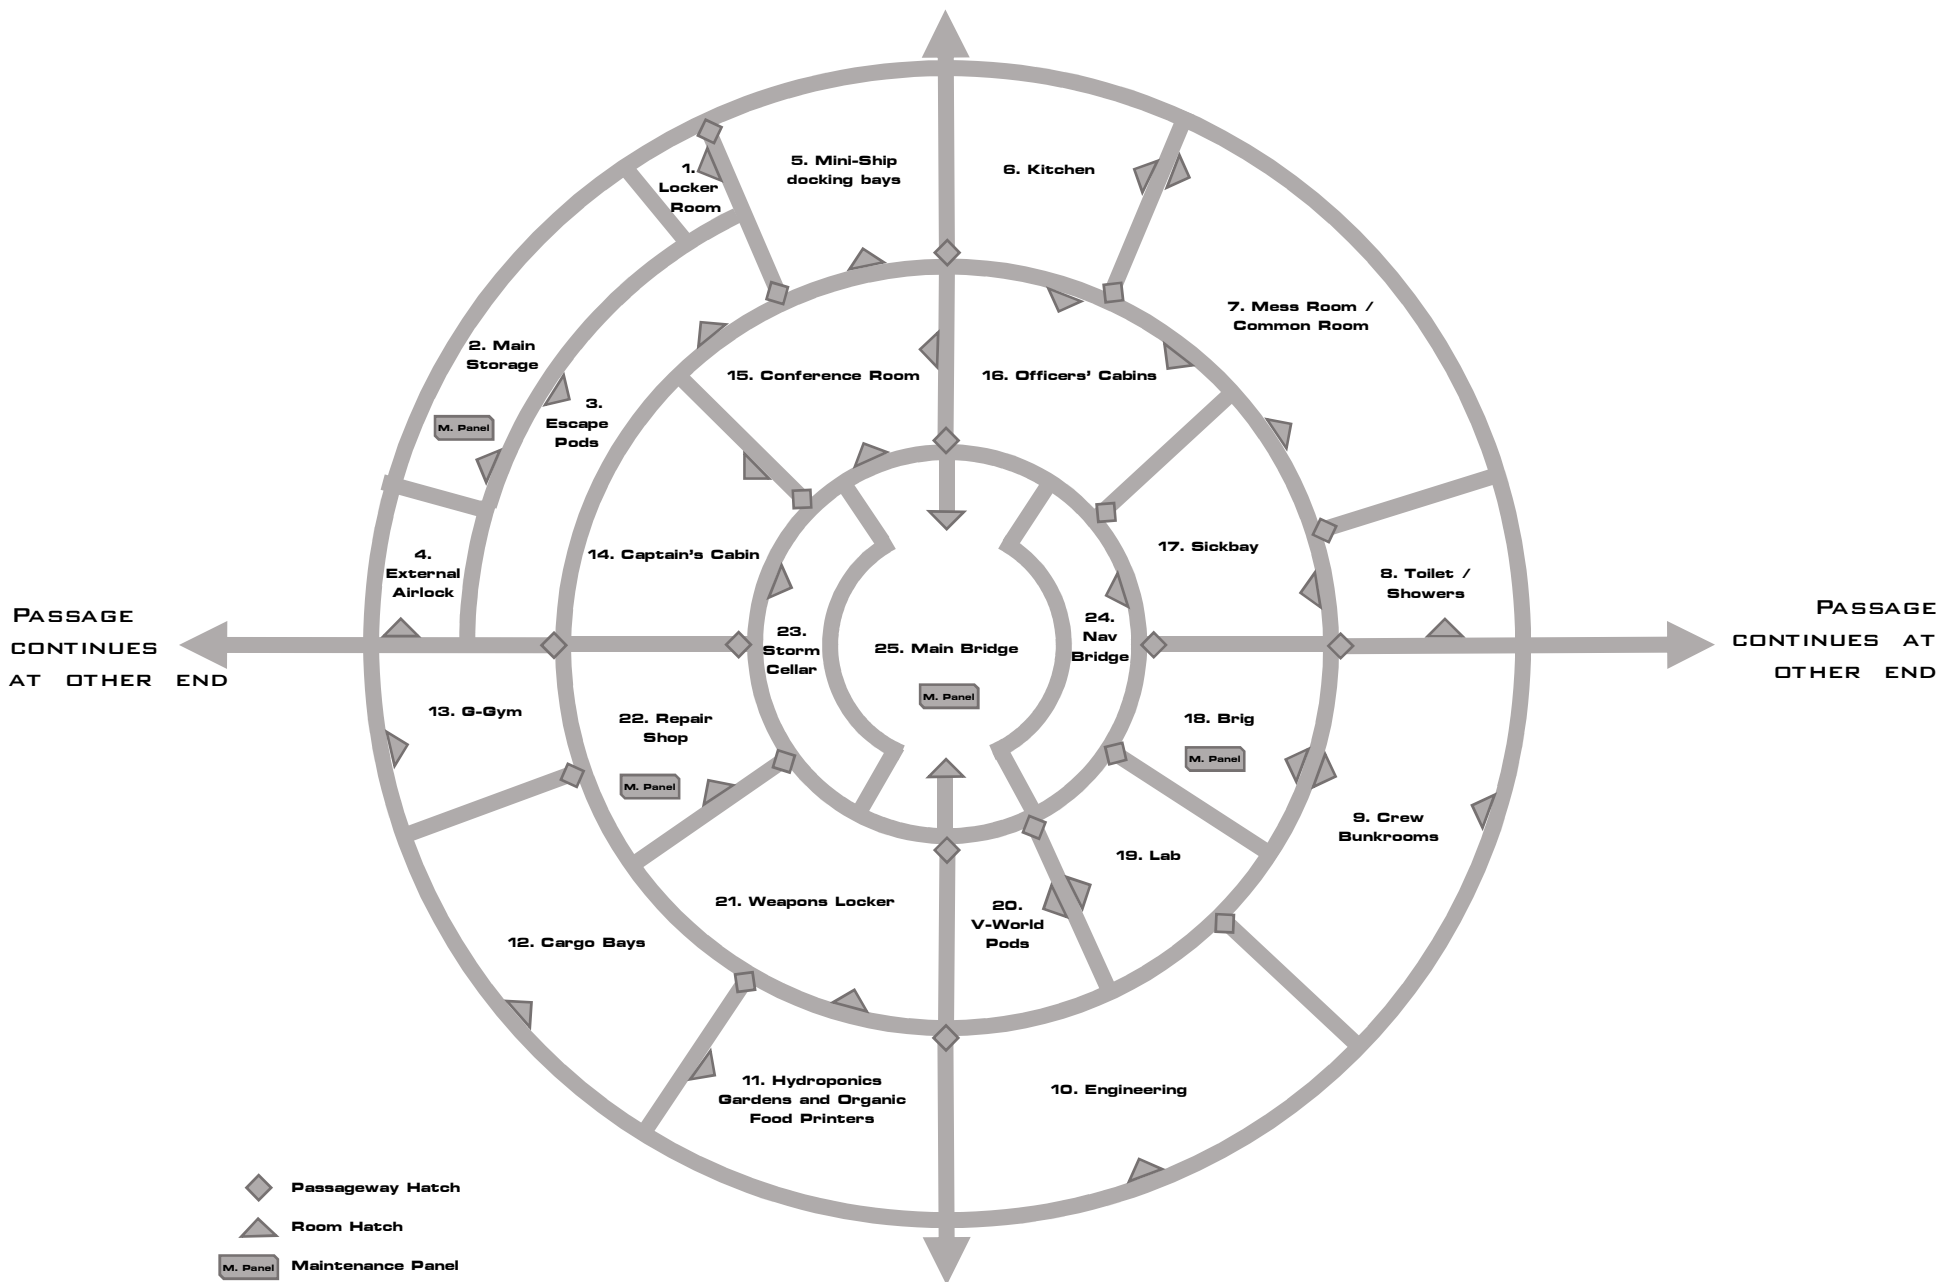 5. Mini-Ship
docking bays
6. Kitchen
1.
Locker
Room
7. Mess Room /
Common Room
2. Main
Storage
M. Panel
3.
Escape
Pods
15. Conference Room
16. Officers' Cabins
4.
External
Airlock
14. Captain's Cabin
17. Sickbay
8. Toilet /
Showers
Passage
continues
at other end
23.
Storm
Cellar
25. Main Bridge
M. Panel
24.
Nav
Bridge
Passage
continues at
other end
13. G-Gym
22. Repair
Shop
M. Panel
18. Brig
M. Panel
9. Crew
Bunkrooms
19. Lab
21. Weapons Locker
20.
V-World
Pods
12. Cargo Bays
11. Hydroponics
Gardens and Organic
Food Printers
10. Engineering
Passageway Hatch
Room Hatch
M. Panel Maintenance Panel